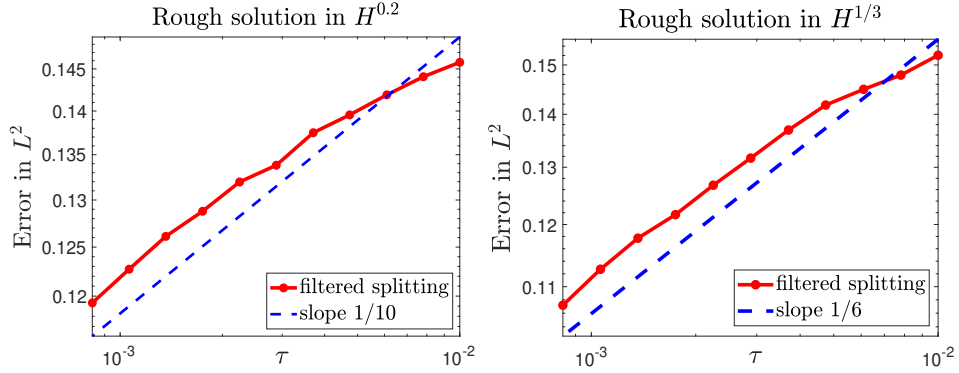 Rough solution in H^{0.2}
Error in L^2
0.145
0.14
0.135
0.13
0.125
0.12
filtered splitting
slope 1/10
10^{-3}
τ
10^{-2}
Rough solution in H^{1/3}
Error in L^2
0.15
0.14
0.13
0.12
0.11
filtered splitting
slope 1/6
10^{-3}
τ
10^{-2}